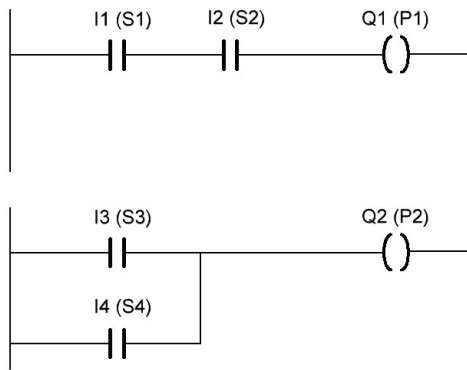 I1 (S1) I2 (S2) Q1 (P1)
I3 (S3) Q2 (P2)
I4 (S4)